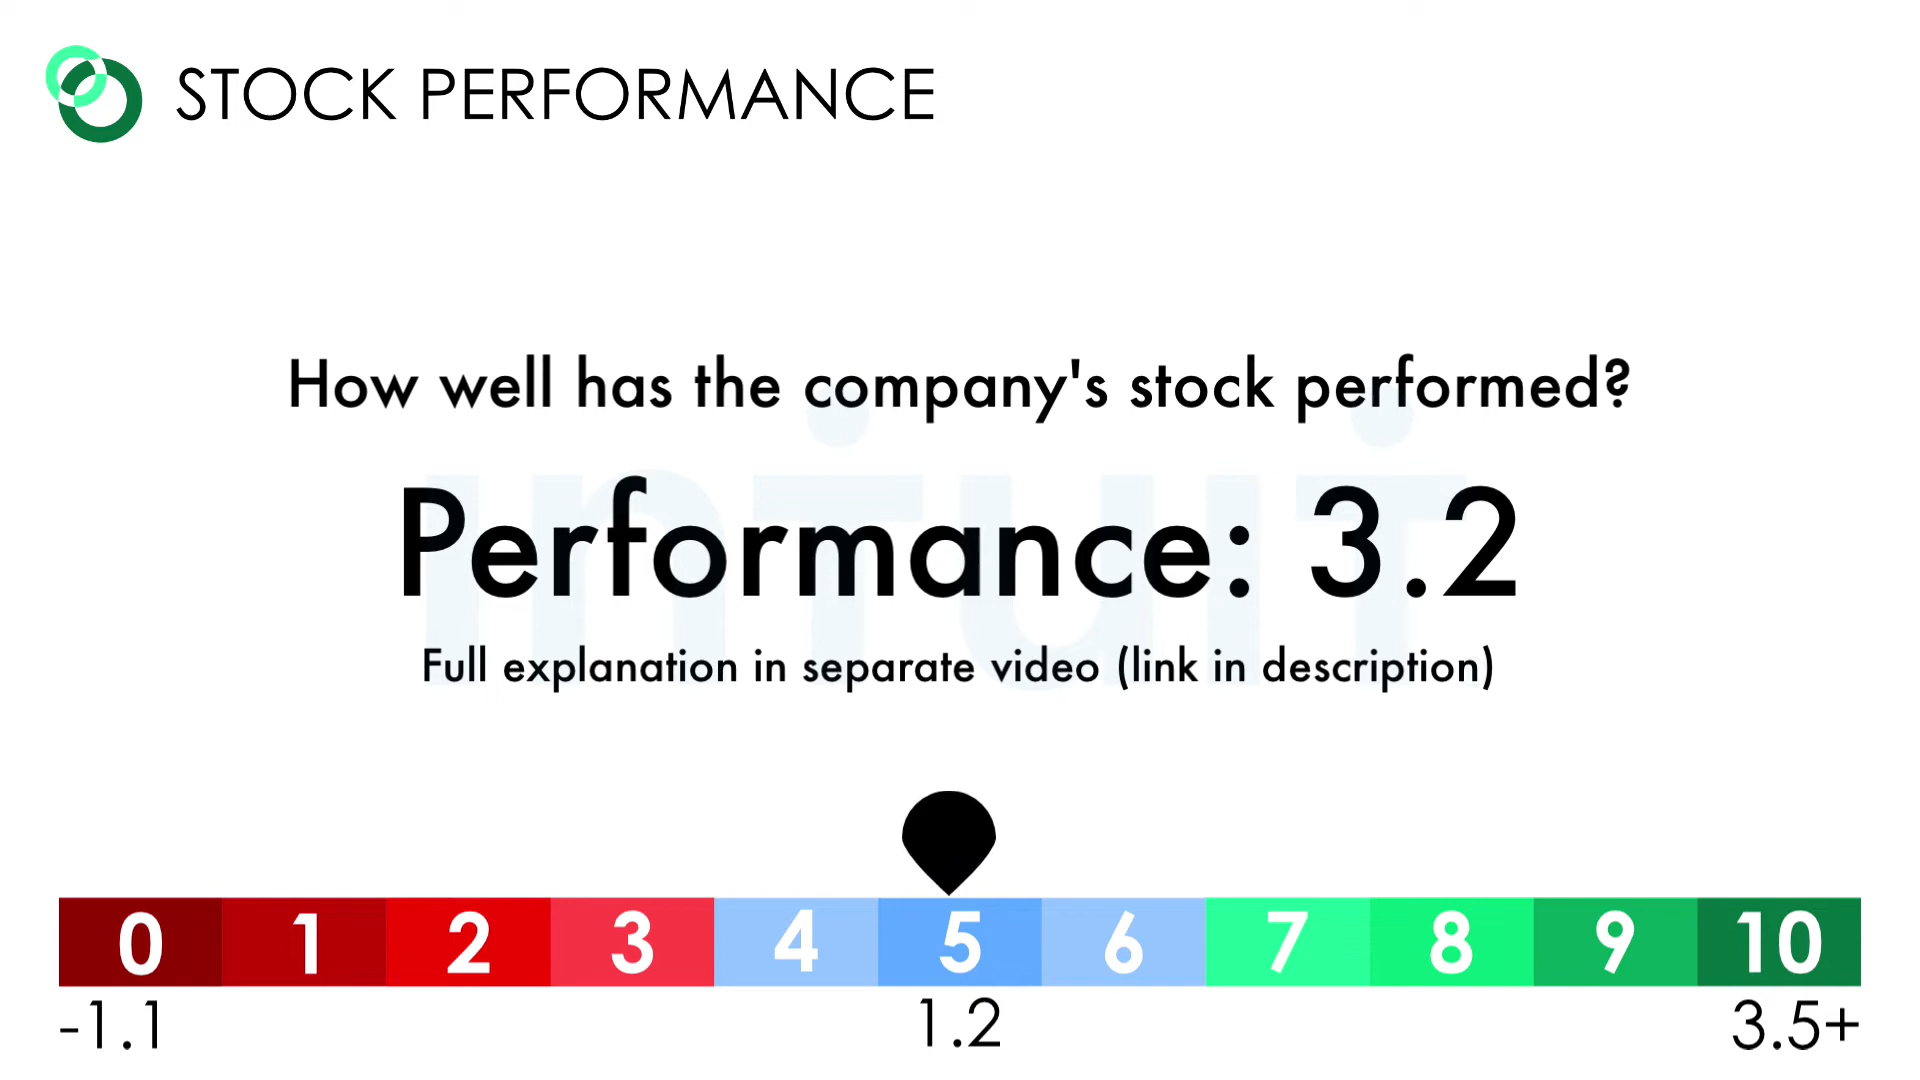 STOCK PERFORMANCE
How well has the company's stock performed?
intuit
Performance: 3.2
Full explanation in separate video (link in description)
0 1 2 3 4 5 6 7 8 9 10
-1.1 1.2 3.5+